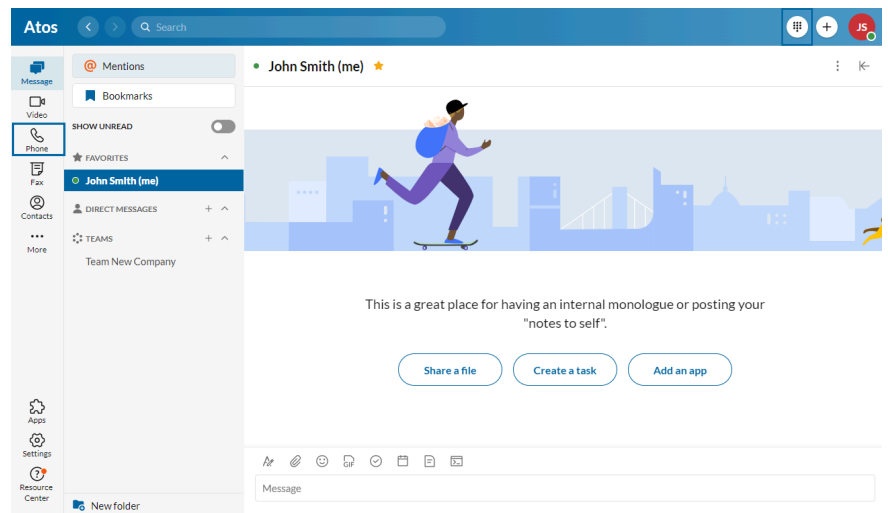 Atos
Search
JS
Message
Video
Phone
Fax
Contacts
More
Apps
Settings
Resource
Center
@ Mentions
Bookmarks
SHOW UNREAD
FAVORITES
John Smith (me)
DIRECT MESSAGES
TEAMS
Team New Company
New folder
John Smith (me)
This is a great place for having an internal monologue or posting your
"notes to self".
Share a file
Create a task
Add an app
GIF
Message